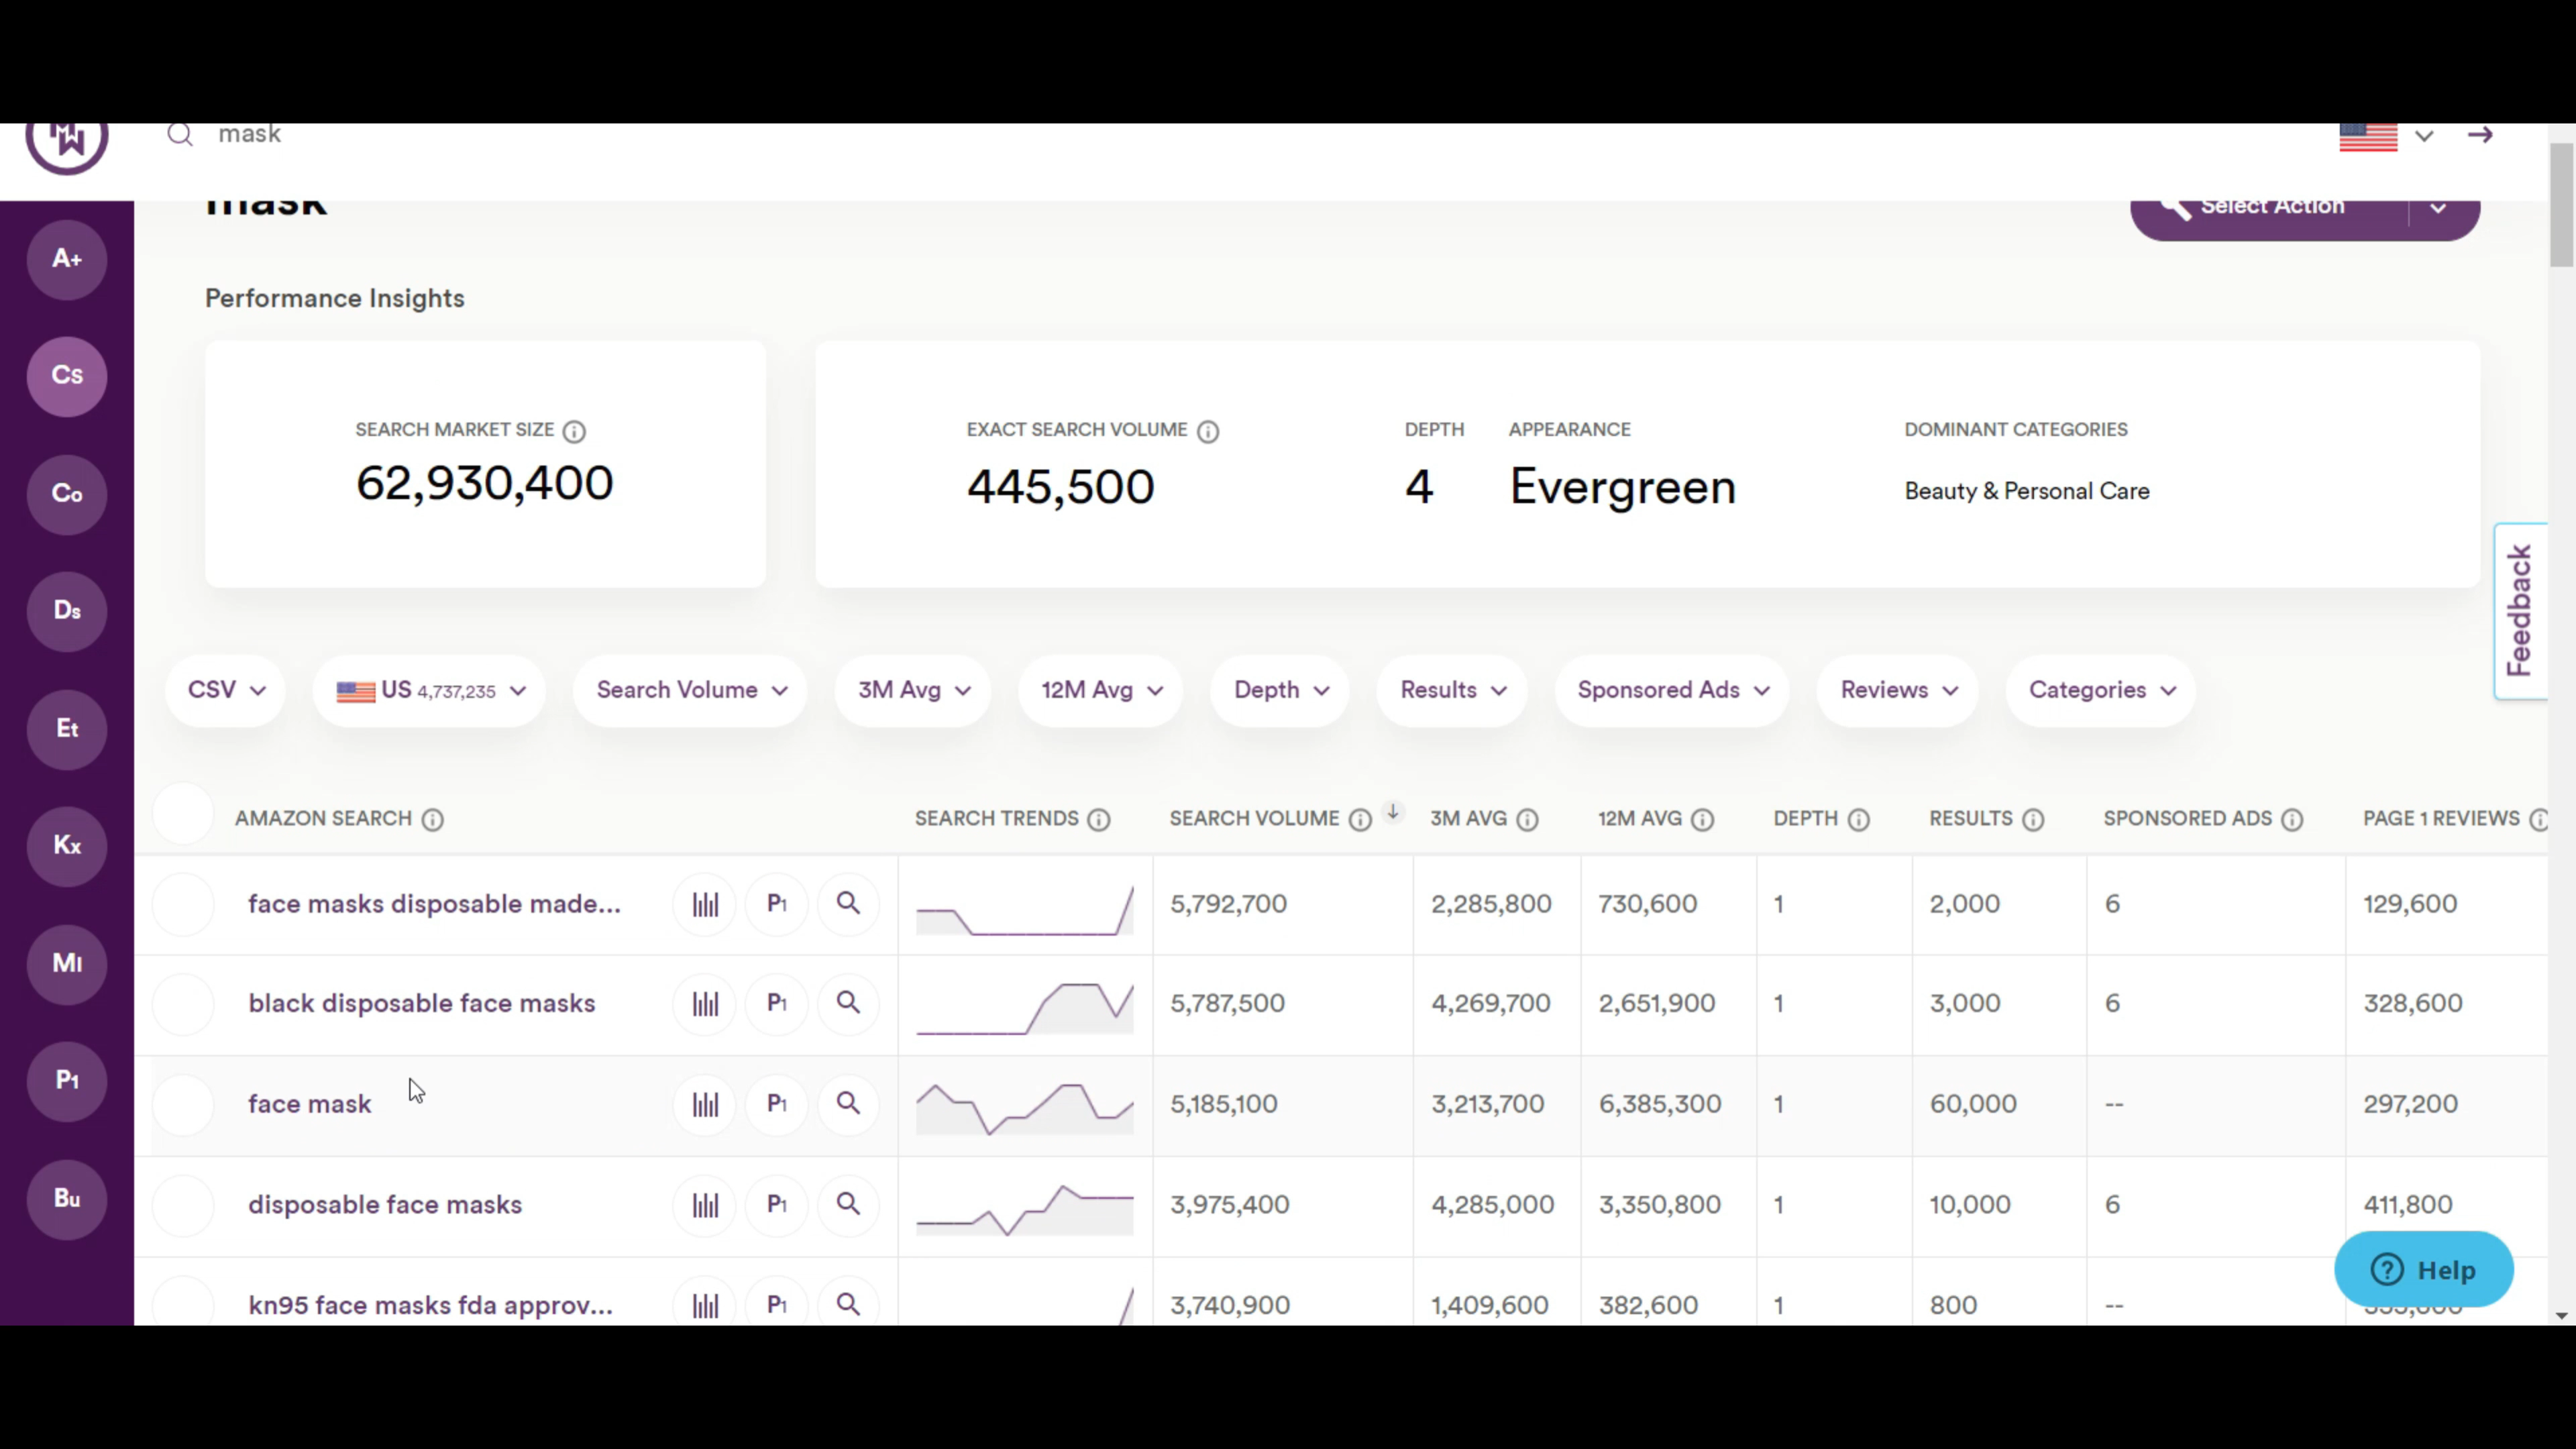 MW
mask
mask
Select Action
Performance Insights
SEARCH MARKET SIZE
62,930,400
EXACT SEARCH VOLUME
445,500
DEPTH
4
APPEARANCE
Evergreen
DOMINANT CATEGORIES
Beauty & Personal Care
A+
Cs
Co
Ds
Et
Kx
MI
P1
Bu
Feedback
CSV US 4,737,235 Search Volume 3M Avg 12M Avg Depth Results Sponsored Ads Reviews Categories
AMAZON SEARCH SEARCH TRENDS SEARCH VOLUME 3M AVG 12M AVG DEPTH RESULTS SPONSORED ADS PAGE 1 REVIEWS
face masks disposable made... P1 5,792,700 2,285,800 730,600 1 2,000 6 129,600
black disposable face masks P1 5,787,500 4,269,700 2,651,900 1 3,000 6 328,600
face mask P1 5,185,100 3,213,700 6,385,300 1 60,000 -- 297,200
disposable face masks P1 3,975,400 4,285,000 3,350,800 1 10,000 6 411,800
kn95 face masks fda approv... P1 3,740,900 1,409,600 382,600 1 800 --
Help